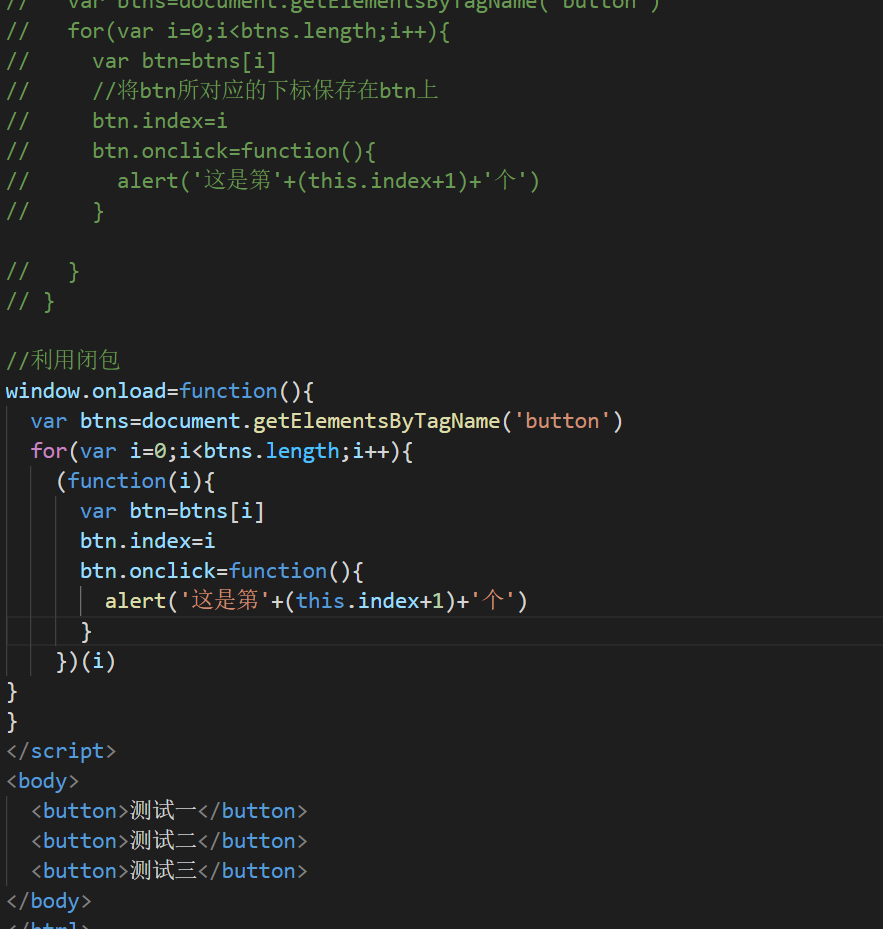 //   var btns=document.getElementsByTagName('button')
//   for(var i=0;i<btns.length;i++){
//     var btn=btns[i]
//     //将btn所对应的下标保存在btn上
//     btn.index=i
//     btn.onclick=function(){
//       alert('这是第'+(this.index+1)+'个')
//     }
//   }
// }
//利用闭包
window.onload=function(){
  var btns=document.getElementsByTagName('button')
  for(var i=0;i<btns.length;i++){
    (function(i){
      var btn=btns[i]
      btn.index=i
      btn.onclick=function(){
        alert('这是第'+(this.index+1)+'个')
      }
    })(i)
}
}
</script>
<body>
  <button>测试一</button>
  <button>测试二</button>
  <button>测试三</button>
</body>
</html>